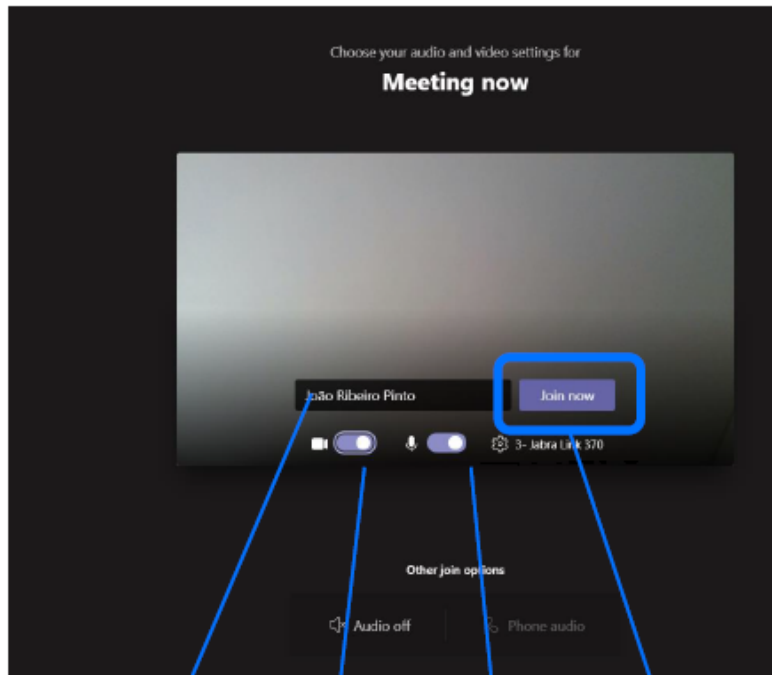 Choose your audio and video settings for
Meeting now
João Ribeiro Pinto
Join now
3- Jabra Link 370
Other join options
Audio off
Phone audio